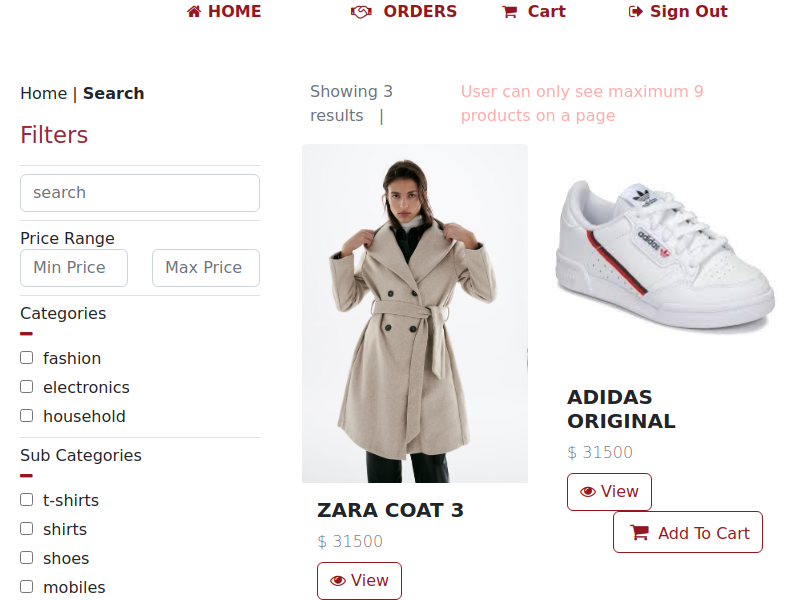 HOME
ORDERS
Cart
Sign Out
Home | Search
Filters
search
Price Range
Min Price
Max Price
Categories
fashion
electronics
household
Sub Categories
t-shirts
shirts
shoes
mobiles
Showing 3
results |
User can only see maximum 9
products on a page
ZARA COAT 3
$ 31500
View
adidas
ADIDAS
ORIGINAL
$ 31500
View
Add To Cart